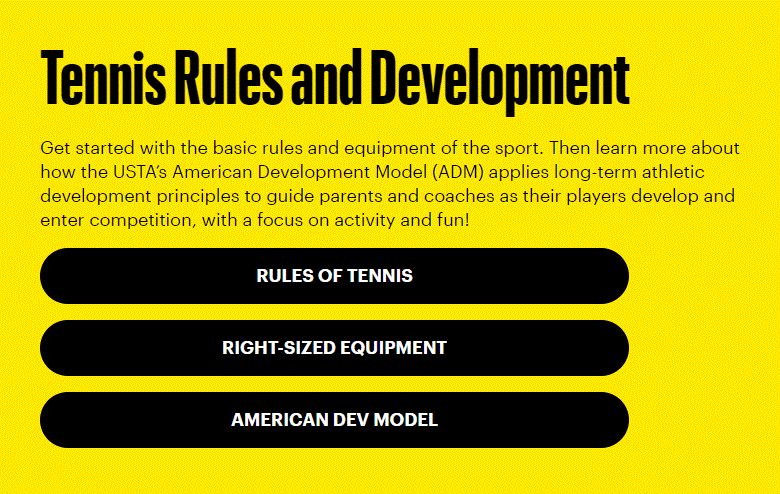 Tennis Rules and Development
Get started with the basic rules and equipment of the sport. Then learn more about
how the USTA’s American Development Model (ADM) applies long-term athletic
development principles to guide parents and coaches as their players develop and
enter competition, with a focus on activity and fun!
RULES OF TENNIS
RIGHT-SIZED EQUIPMENT
AMERICAN DEV MODEL